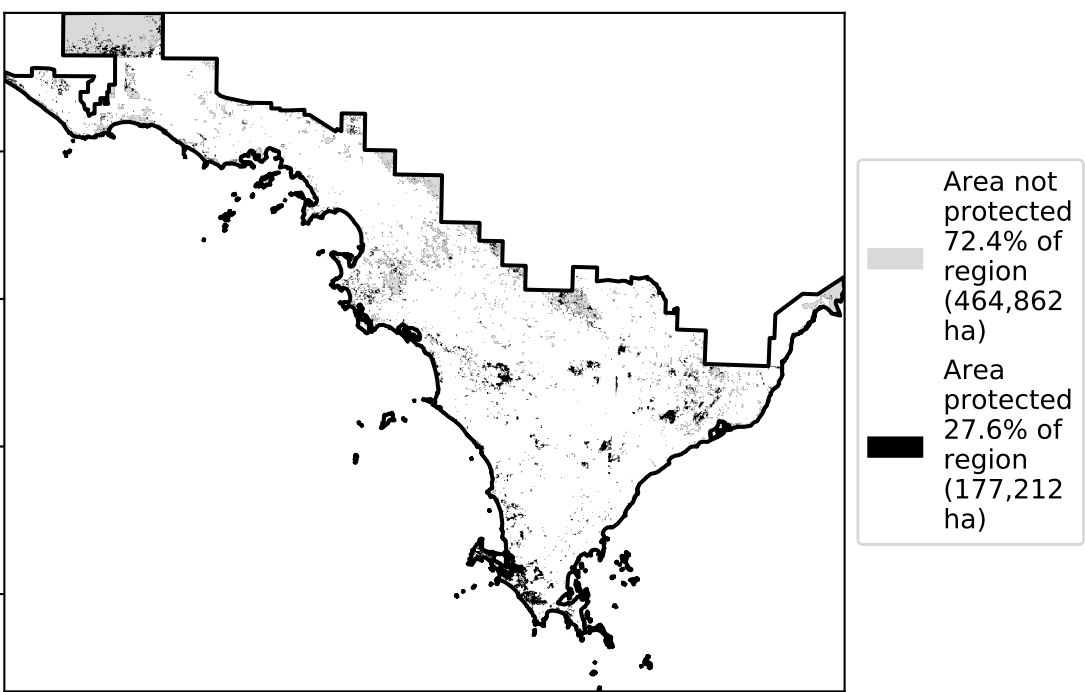 Area not
protected
72.4% of
region
(464,862
ha)
Area
protected
27.6% of
region
(177,212
ha)